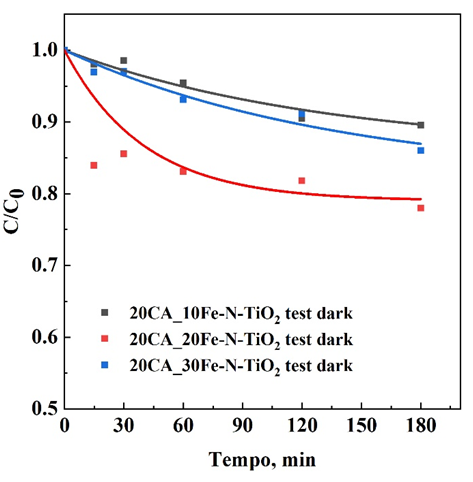 1.0
0.9
0.8
0.7
0.6
0.5
C/C₀
20CA_10Fe-N-TiO₂ test dark
20CA_20Fe-N-TiO₂ test dark
20CA_30Fe-N-TiO₂ test dark
0 30 60 90 120 150 180 210
Tempo, min